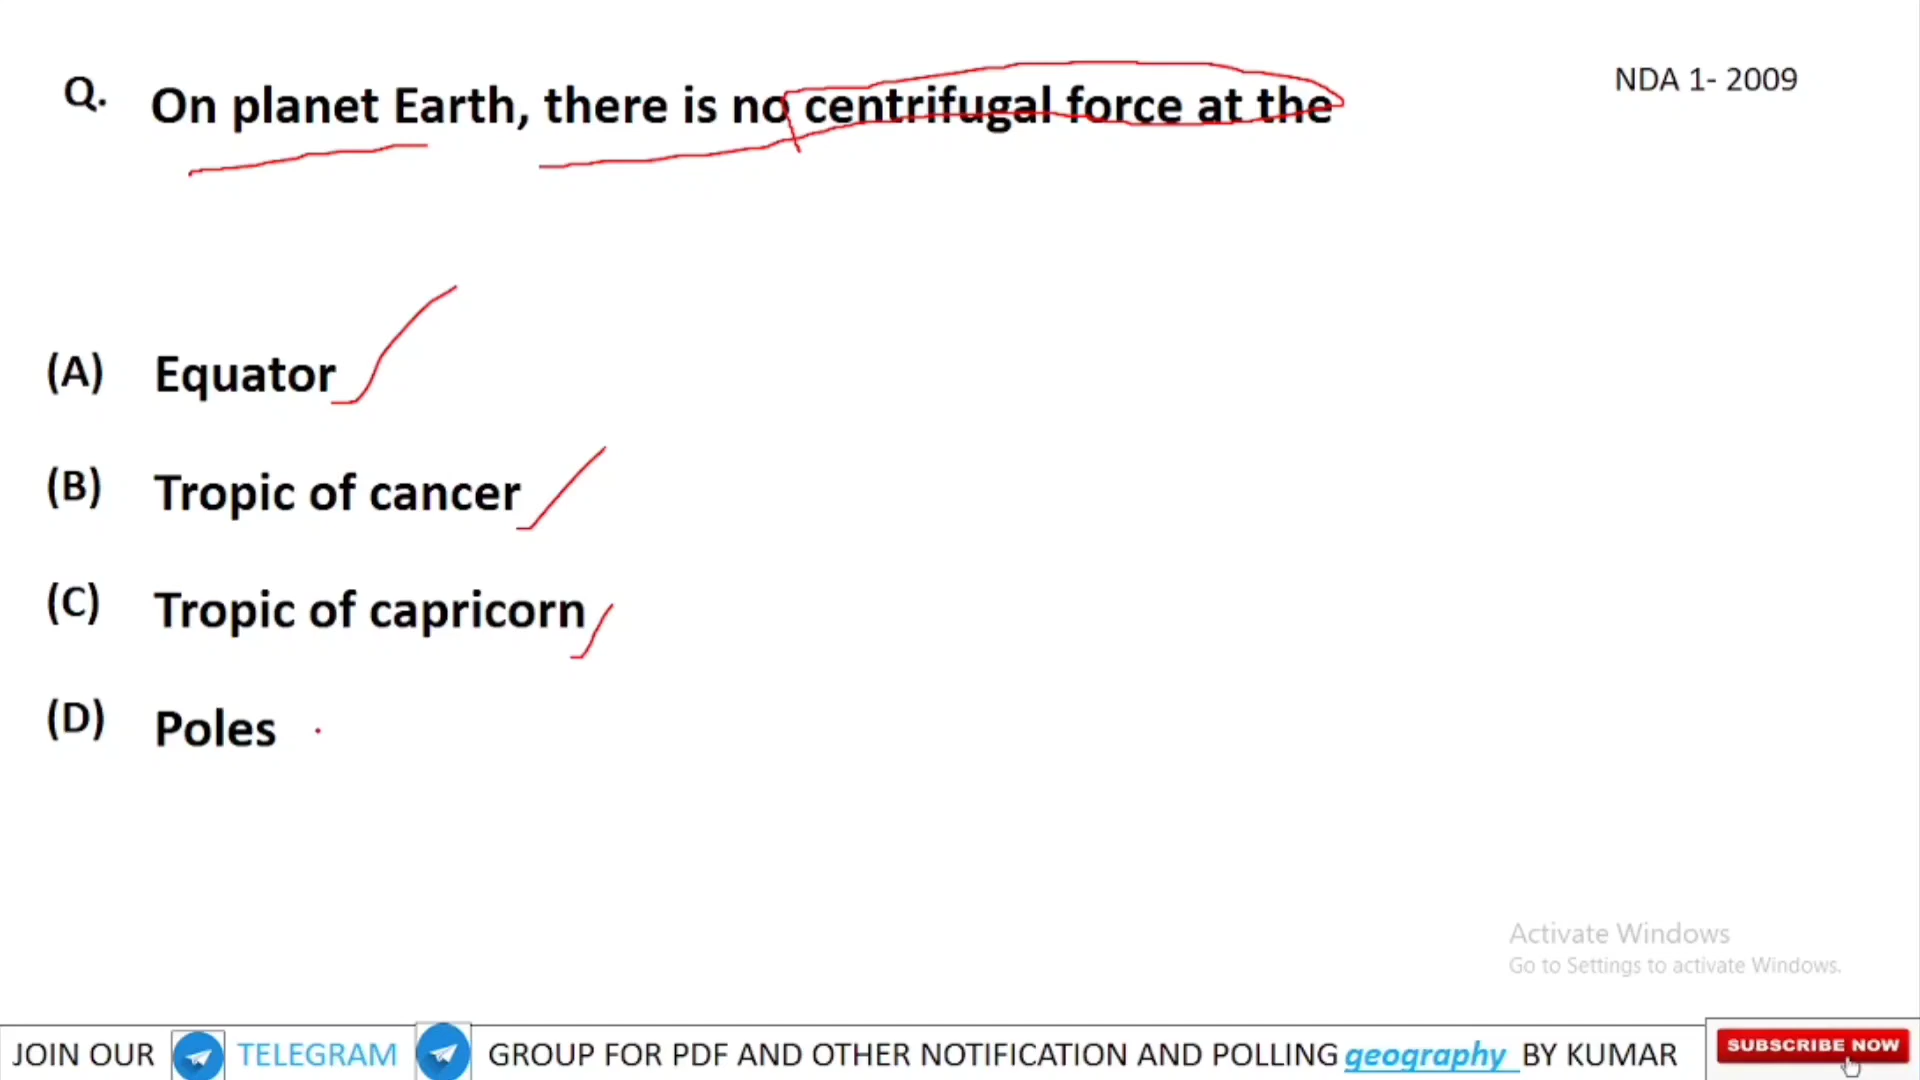 Q. On planet Earth, there is no centrifugal force at the
NDA 1- 2009
(A) Equator
(B) Tropic of cancer
(C) Tropic of capricorn
(D) Poles
Activate Windows
Go to Settings to activate Windows.
JOIN OUR TELEGRAM GROUP FOR PDF AND OTHER NOTIFICATION AND POLLING geography BY KUMAR
SUBSCRIBE NOW